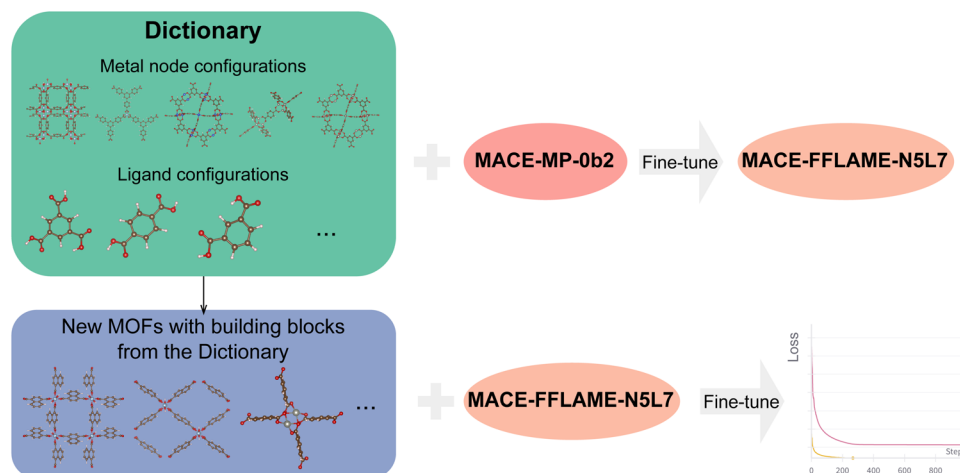 Dictionary
Metal node configurations
Ligand configurations
...
MACE-MP-0b2
Fine-tune
MACE-FFLAME-N5L7
New MOFs with building blocks
from the Dictionary
...
MACE-FFLAME-N5L7
Fine-tune
Loss
Step
0
200
400
600
800